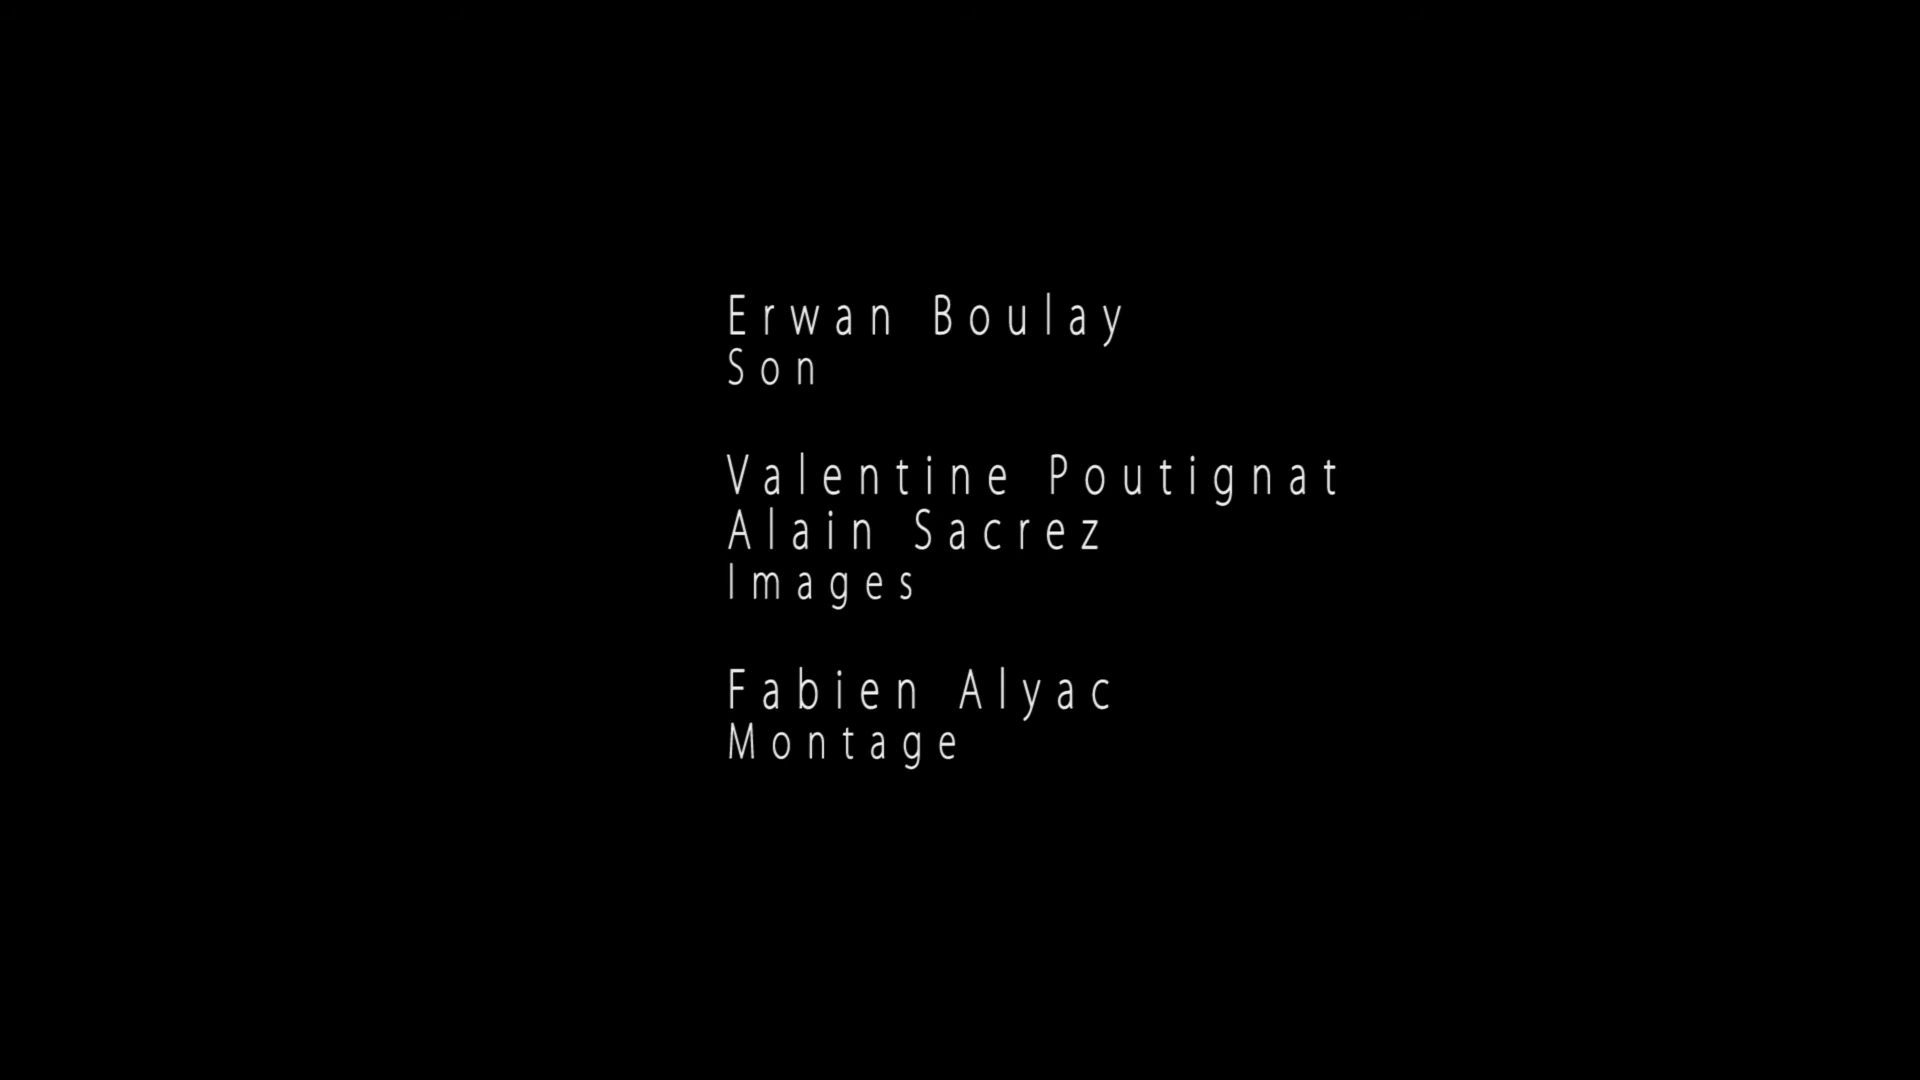 Erwan Boulay
Son
Valentine Poutignat
Alain Sacrez
Images
Fabien Alyac
Montage